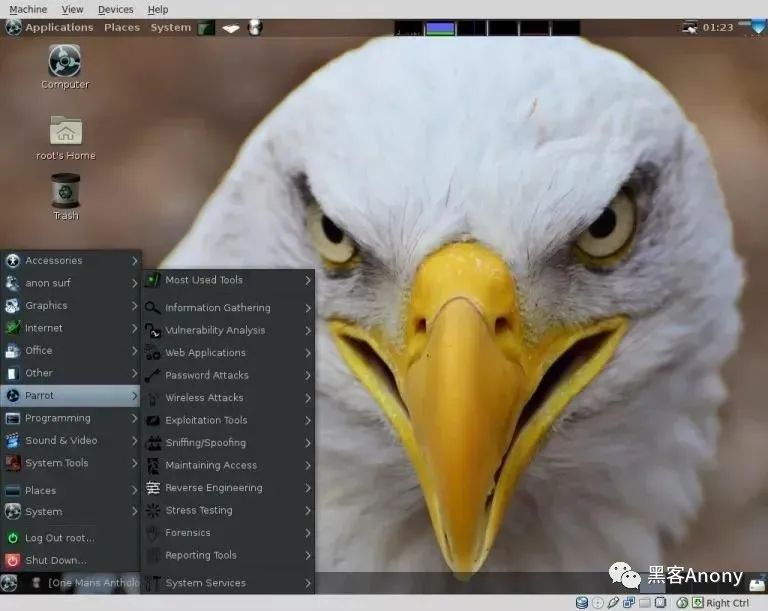 Machine View Devices Help
Applications Places System
01:23
Computer
root's Home
Trash
Accessories
anon surf
Graphics
Internet
Office
Other
Parrot
Programming
Sound & Video
System Tools
Places
System
Log Out root...
Shut Down...
Most Used Tools
Information Gathering
Vulnerability Analysis
Web Applications
Password Attacks
Wireless Attacks
Exploitation Tools
Sniffing/Spoofing
Maintaining Access
Reverse Engineering
Stress Testing
Forensics
Reporting Tools
System Services
[One Mans Antholo
黑客Anony
Right Ctrl